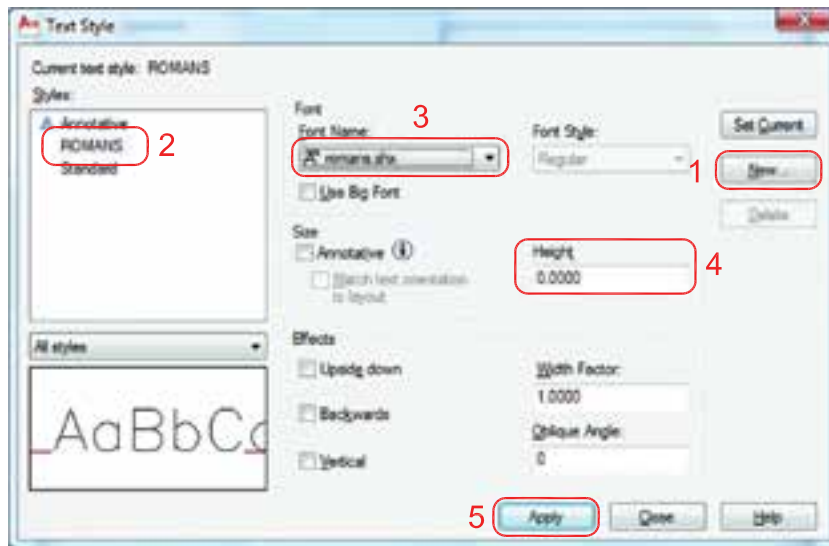 Text Style
Current text style: ROMANS
Styles:
Annotative
ROMANS
Standard
2
Font
Font Name:
3
romans.shx
Use Big Font
Font Style:
Regular
Set Current
1
New...
Delete
Size
Annotative
Match text orientation
to layout
Height
0.0000
4
All styles
AaBbCc
Effects
Upside down
Backwards
Vertical
Width Factor:
1.0000
Oblique Angle:
0
5
Apply
Close
Help